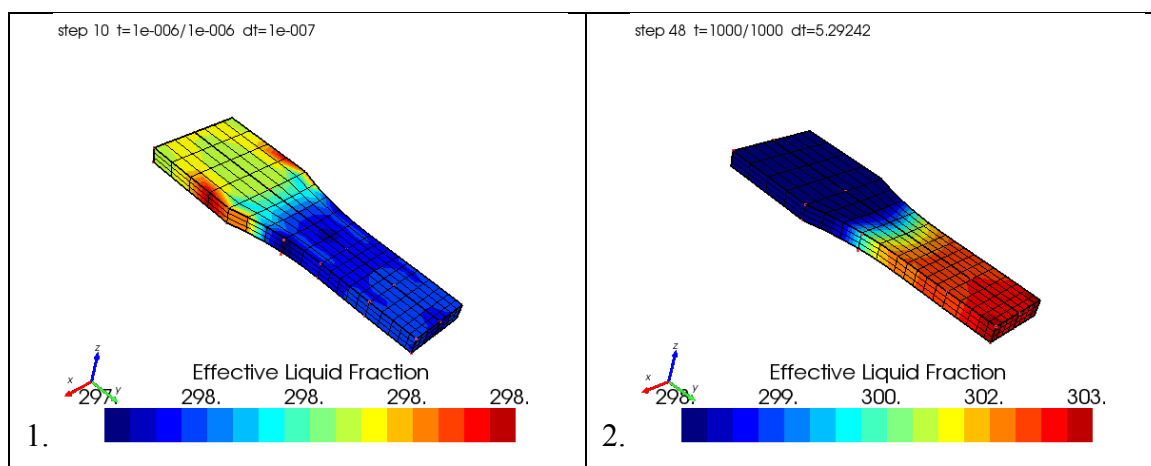 step 10 t=1e-006/1e-006 dt=1e-007
z
x
y
Effective Liquid Fraction
297. 298. 298. 298. 298.
1.
step 48 t=1000/1000 dt=5.29242
z
x
y
Effective Liquid Fraction
298. 299. 300. 302. 303.
2.